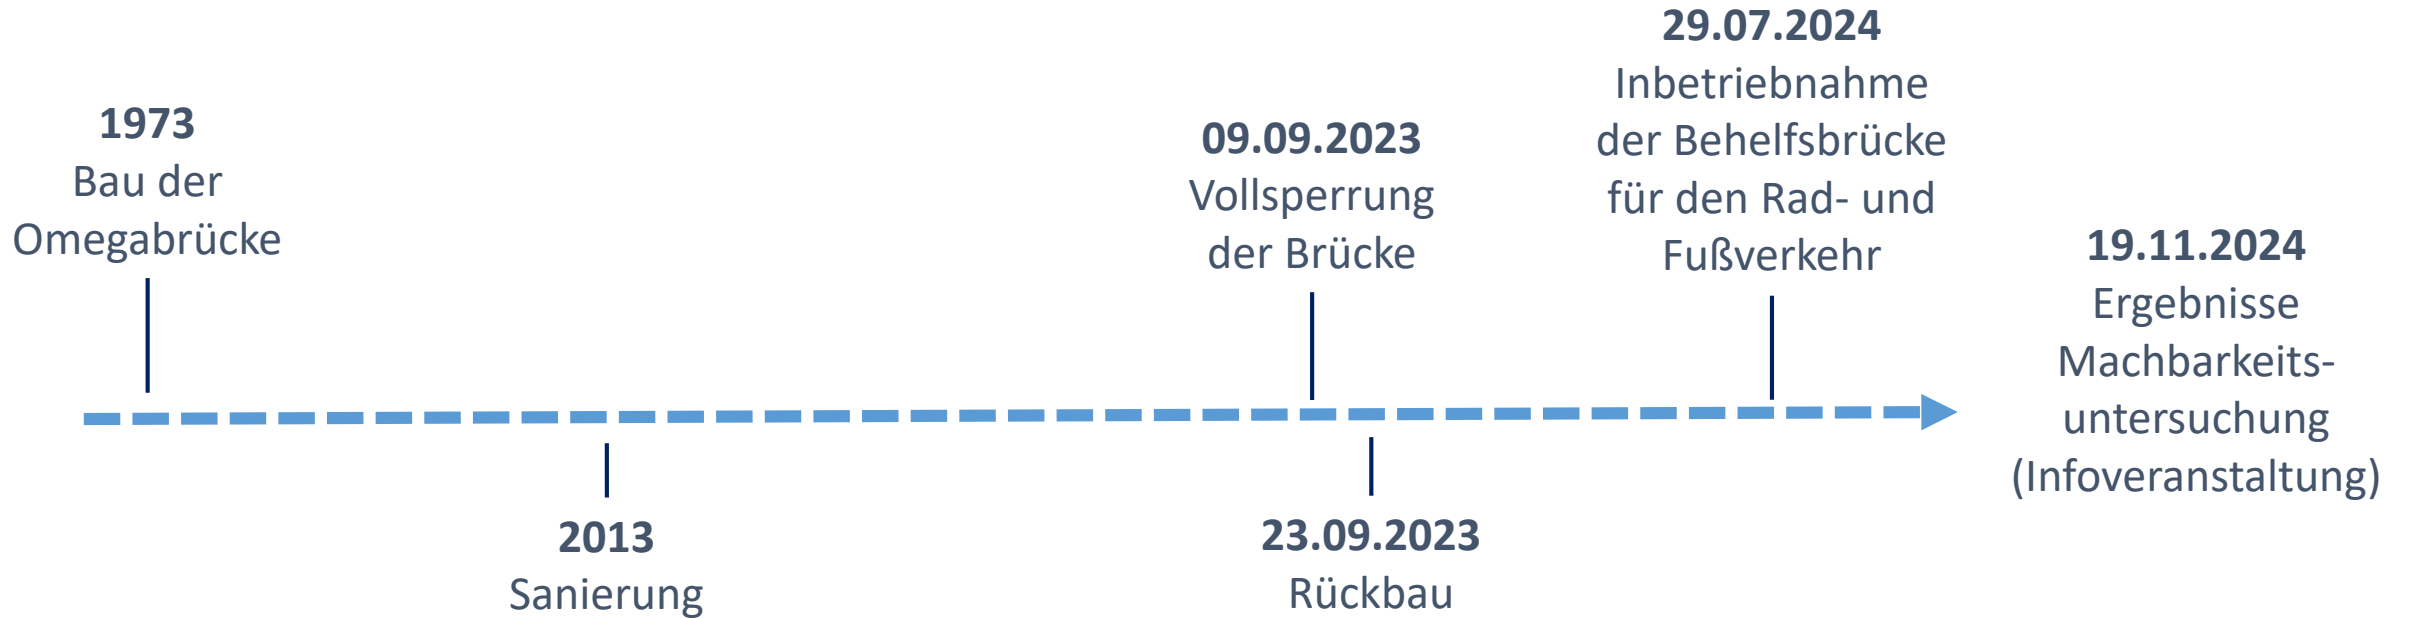 1973
Bau der
Omegabrücke
2013
Sanierung
09.09.2023
Vollsperrung
der Brücke
23.09.2023
Rückbau
29.07.2024
Inbetriebnahme
der Behelfsbrücke
für den Rad- und
Fußverkehr
19.11.2024
Ergebnisse
Machbarkeits-
untersuchung
(Infoveranstaltung)